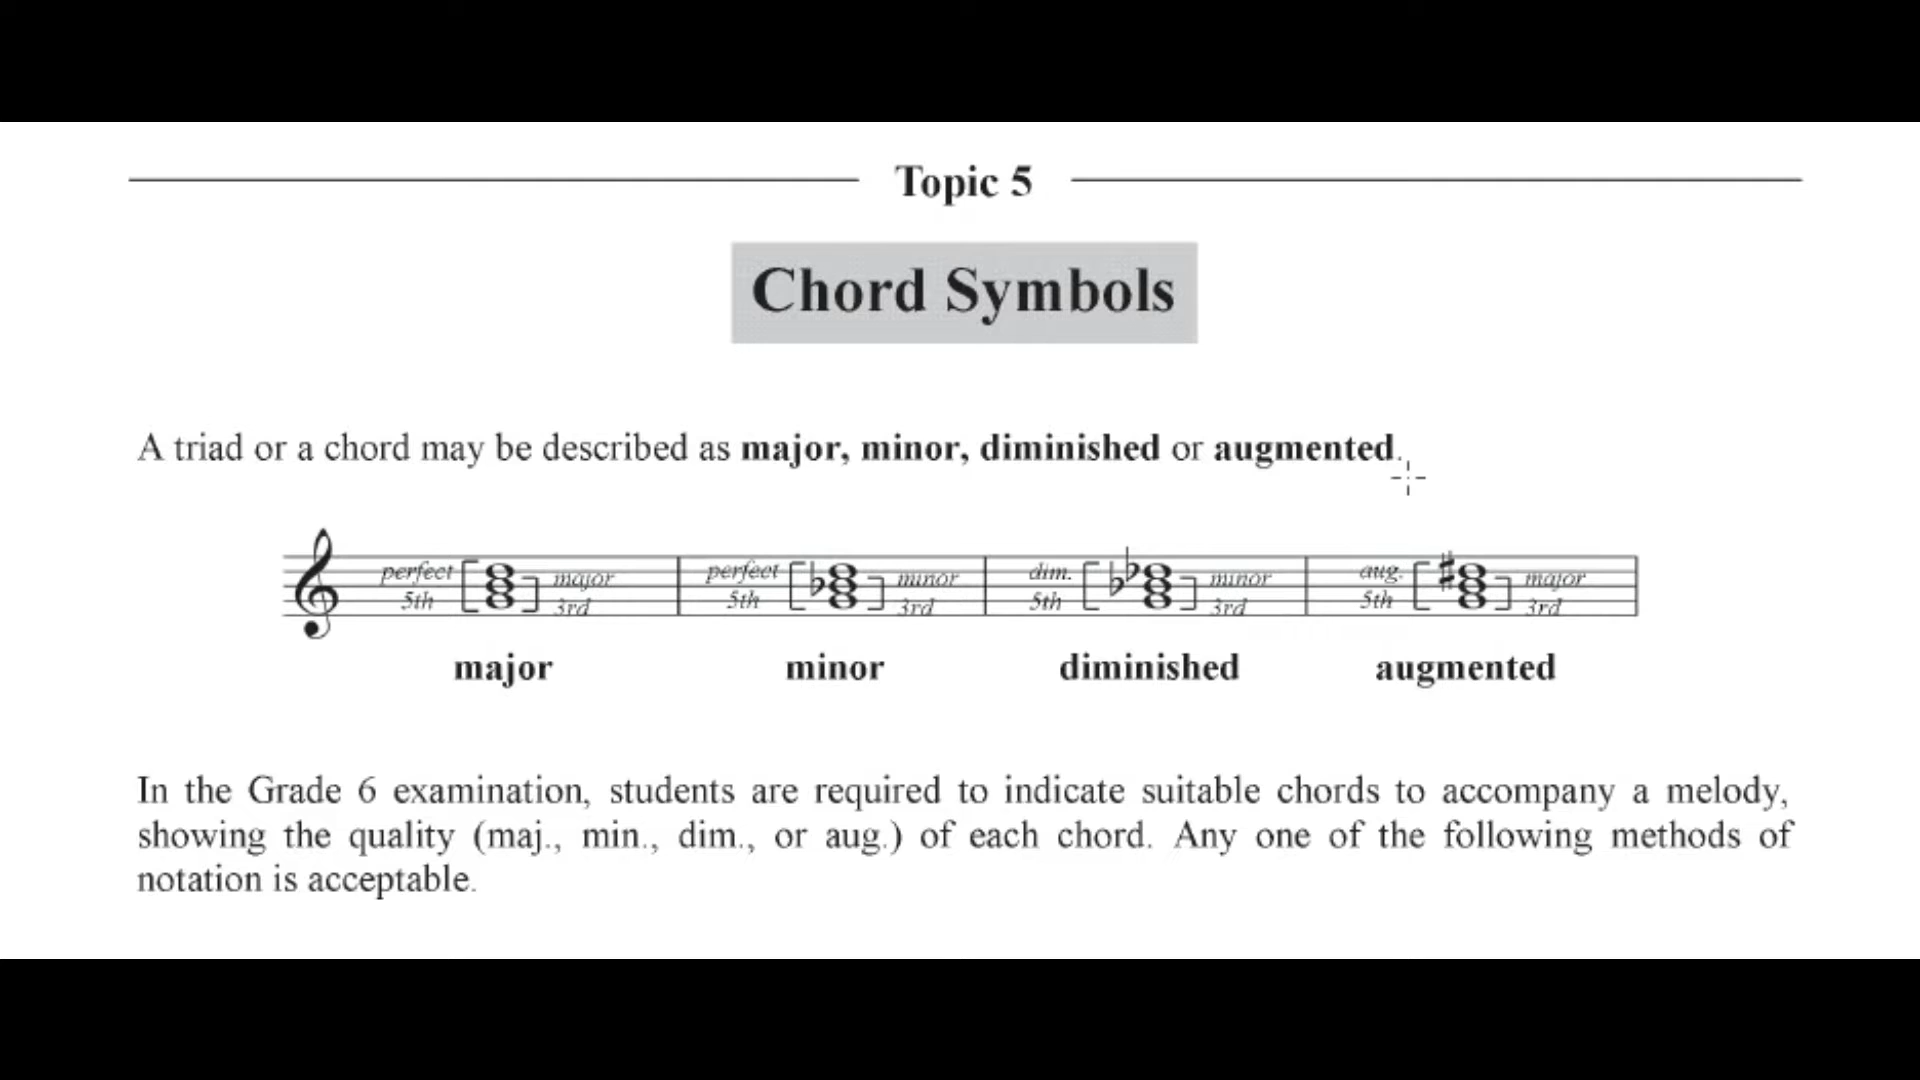 Topic 5
Chord Symbols
A triad or a chord may be described as major, minor, diminished or augmented.
perfect 5th major 3rd perfect 5th minor 3rd dim. 5th minor 3rd aug. 5th major 3rd
major minor diminished augmented
In the Grade 6 examination, students are required to indicate suitable chords to accompany a melody,
showing the quality (maj., min., dim., or aug.) of each chord. Any one of the following methods of
notation is acceptable.